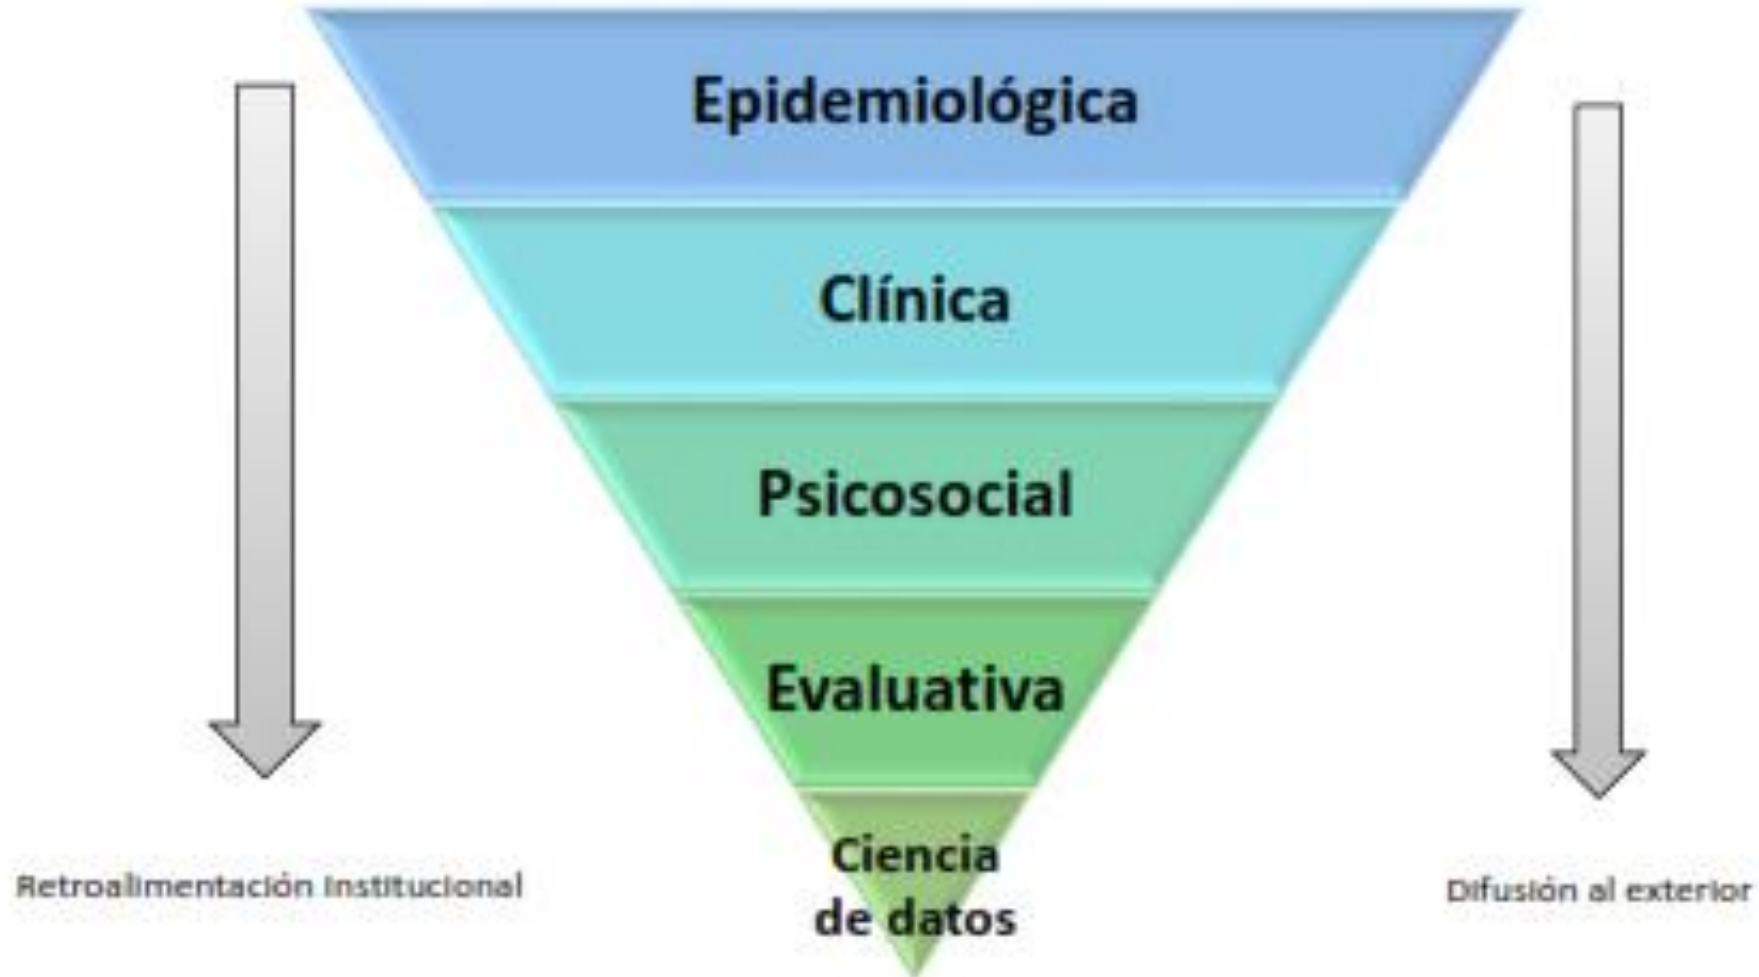 Epidemiológica
Clínica
Psicosocial
Evaluativa
Ciencia
de datos
Retroalimentación Institucional
Difusión al exterior